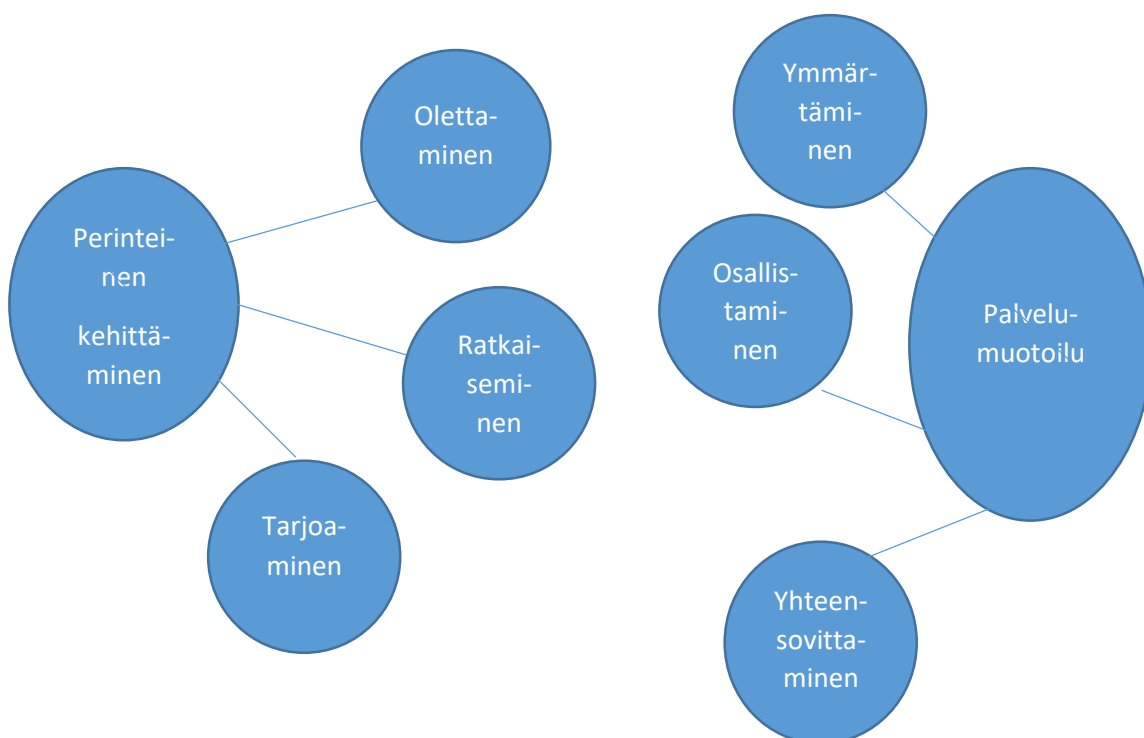 Oletta-
minen
Perintei-
nen
kehittä-
minen
Ratkai-
semi-
nen
Tarjoa-
minen
Ymmär-
tämi-
nen
Osallis-
tami-
nen
Palvelu-
muotoilu
Yhteen-
sovitta-
minen